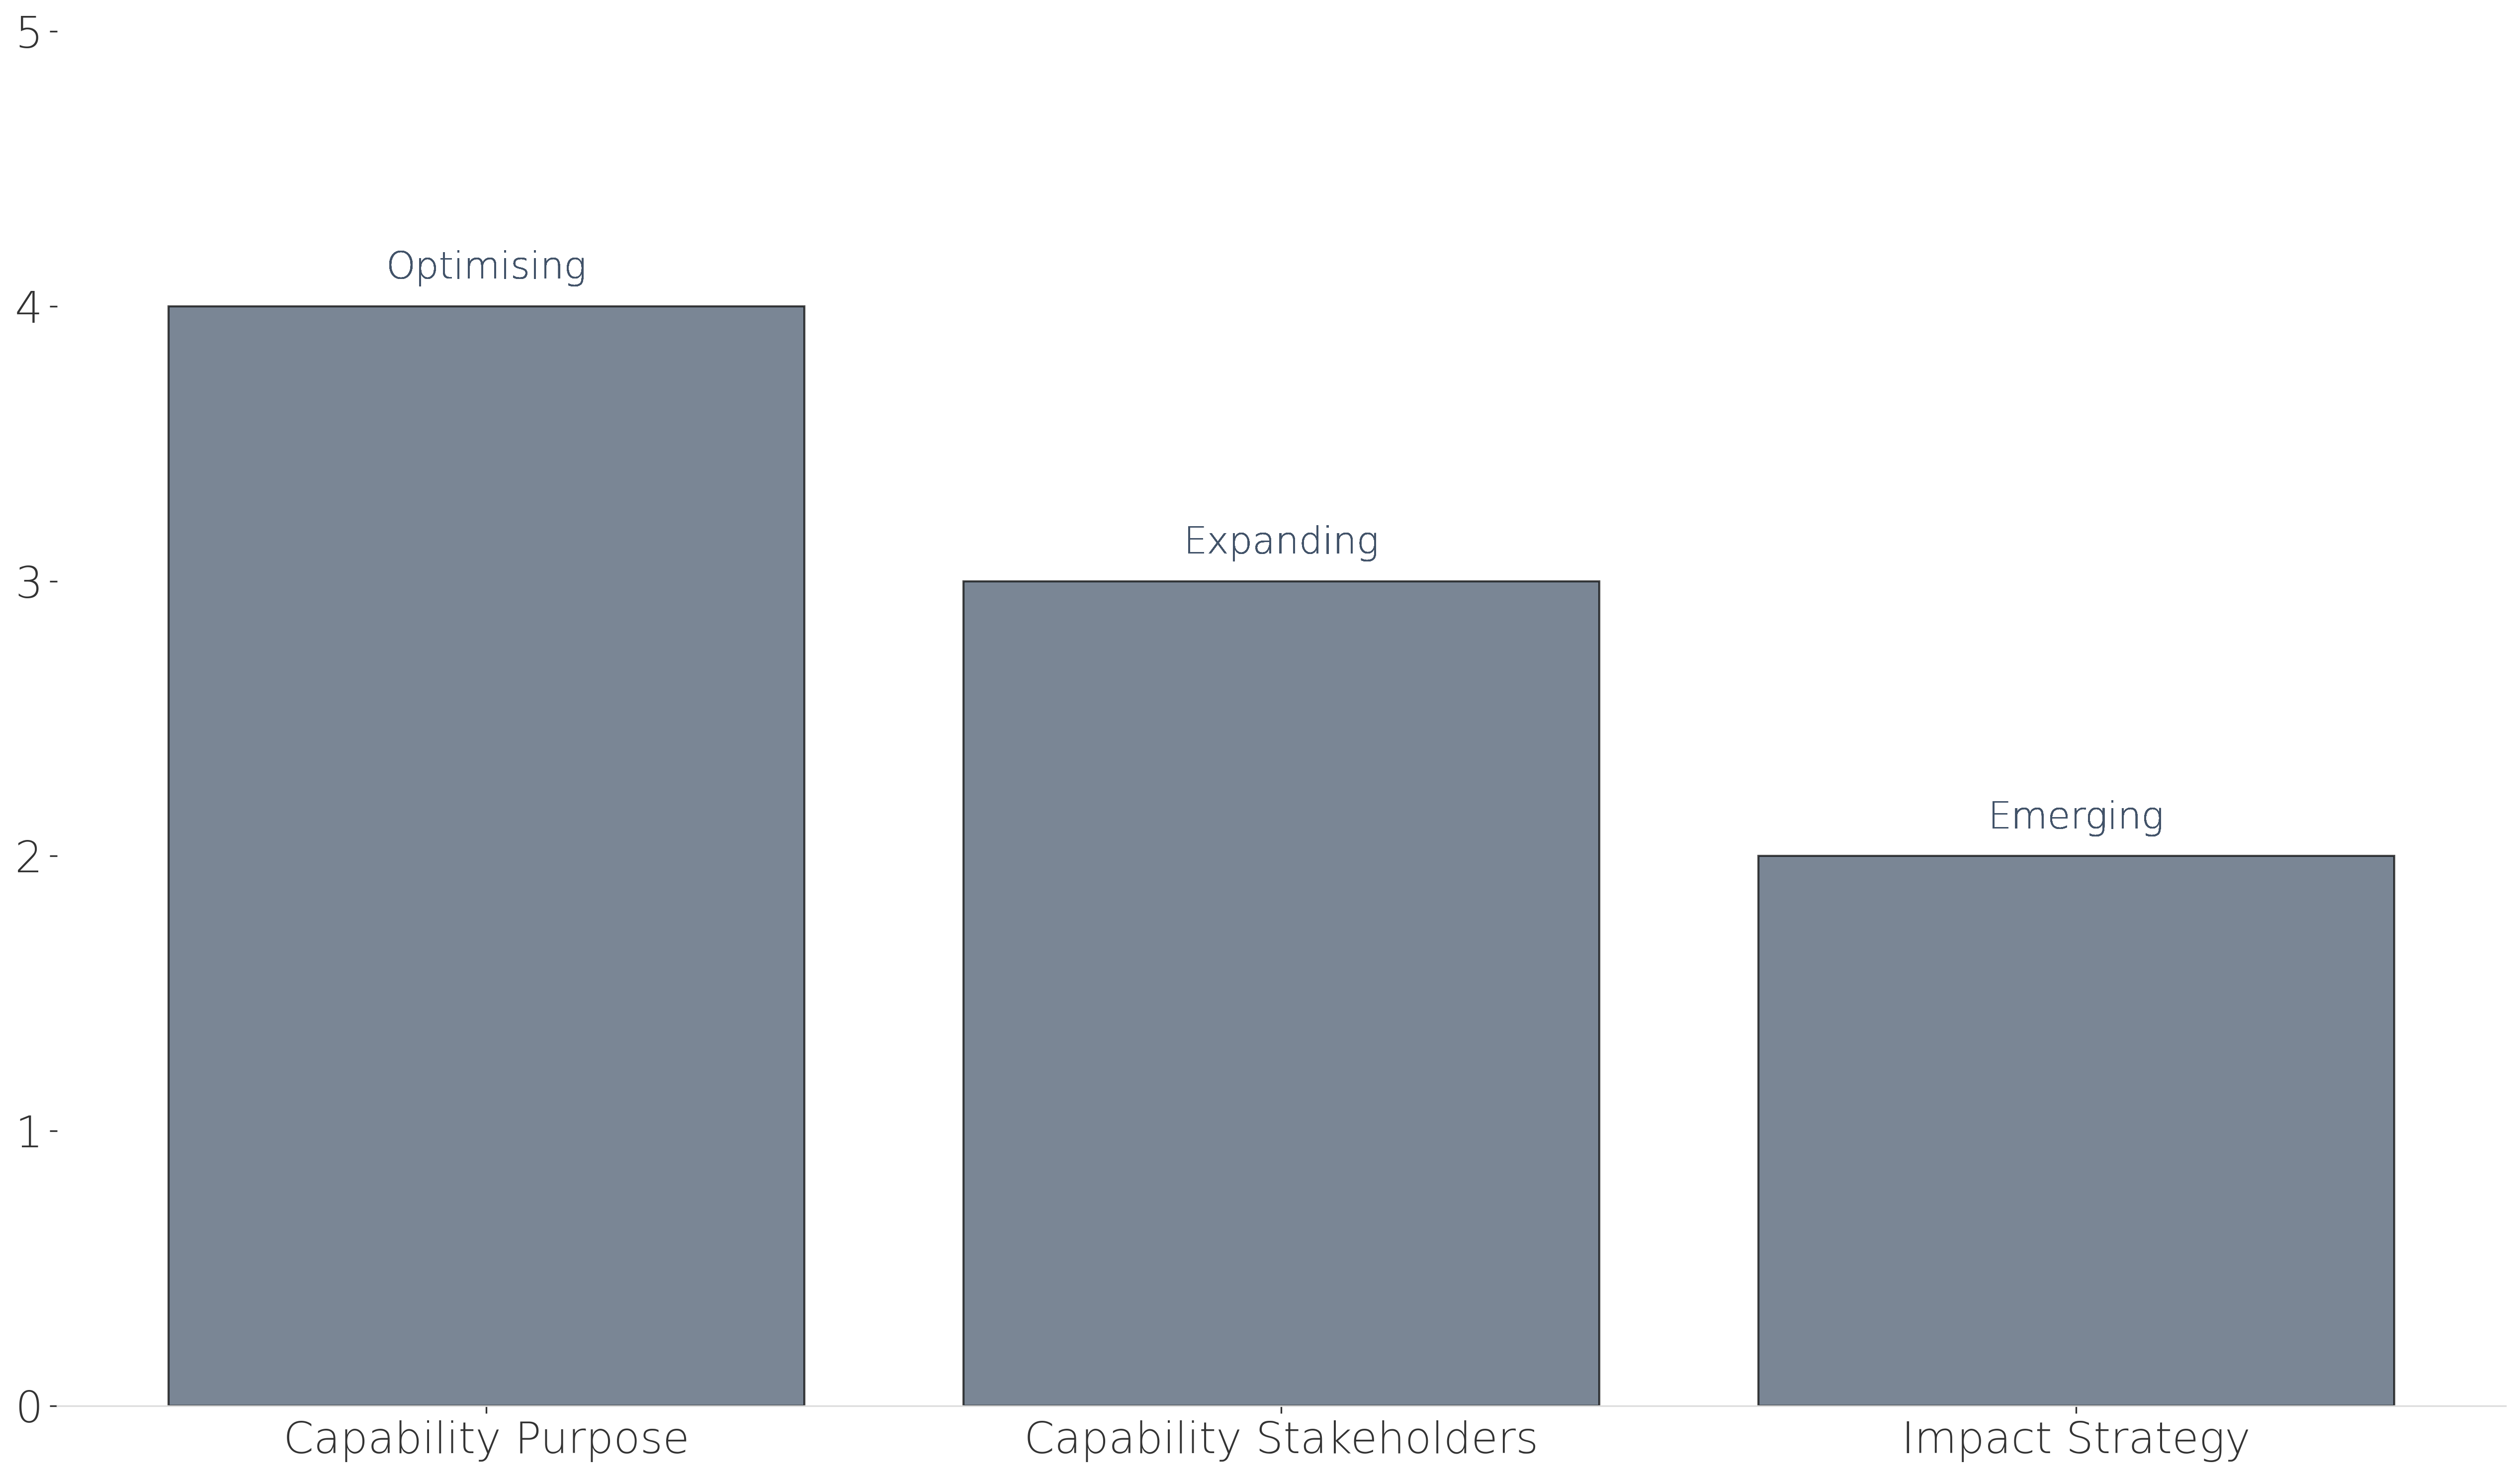 5
4
3
2
1
0
Optimising
Expanding
Emerging
Capability Purpose
Capability Stakeholders
Impact Strategy